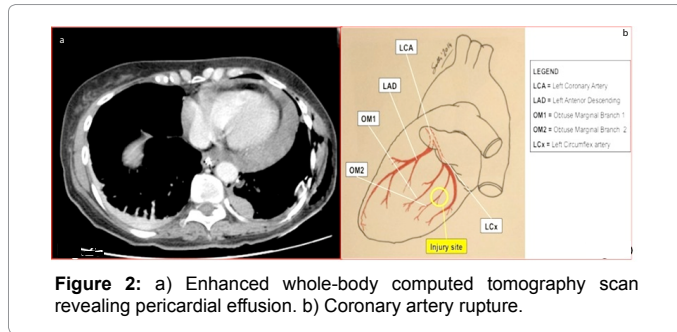 a
b
LCA
LAD
OM1
OM2
LCx
Injury site
LEGEND
LCA = Left Coronary Artery
LAD = Left Anterior Descending
OM1 = Obtuse Marginal Branch 1
OM2 = Obtuse Marginal Branch 2
LCx = Left Circumflex artery
Figure 2: a) Enhanced whole-body computed tomography scan
revealing pericardial effusion. b) Coronary artery rupture.